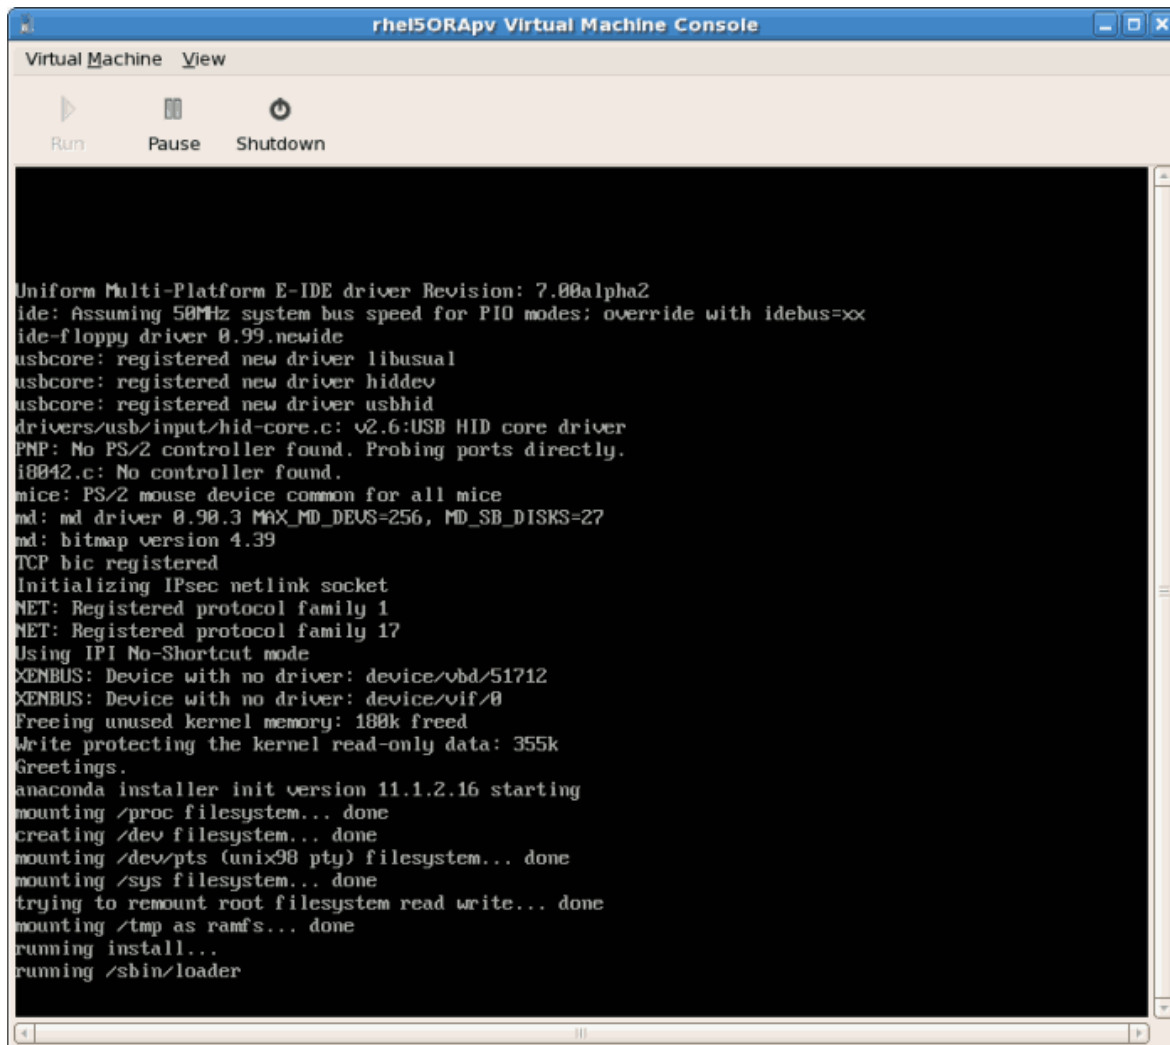 rhel5ORApv Virtual Machine Console
Virtual Machine View
Run Pause Shutdown
Uniform Multi-Platform E-IDE driver Revision: 7.00alpha2
ide: Assuming 50MHz system bus speed for PIO modes; override with idebus=xx
ide-floppy driver 0.99.newide
usbcore: registered new driver libusual
usbcore: registered new driver hiddev
usbcore: registered new driver usbhid
drivers/usb/input/hid-core.c: v2.6:USB HID core driver
PNP: No PS/2 controller found. Probing ports directly.
i8042.c: No controller found.
mice: PS/2 mouse device common for all mice
md: md driver 0.90.3 MAX_MD_DEVS=256, MD_SB_DISKS=27
md: bitmap version 4.39
TCP bic registered
Initializing IPsec netlink socket
NET: Registered protocol family 1
NET: Registered protocol family 17
Using IPI No-Shortcut mode
XENBUS: Device with no driver: device/vbd/51712
XENBUS: Device with no driver: device/vif/0
Freeing unused kernel memory: 180k freed
Write protecting the kernel read-only data: 355k
Greetings.
anaconda installer init version 11.1.2.16 starting
mounting /proc filesystem... done
creating /dev filesystem... done
mounting /dev/pts (unix98 pty) filesystem... done
mounting /sys filesystem... done
trying to remount root filesystem read write... done
mounting /tmp as ramfs... done
running install...
running /sbin/loader